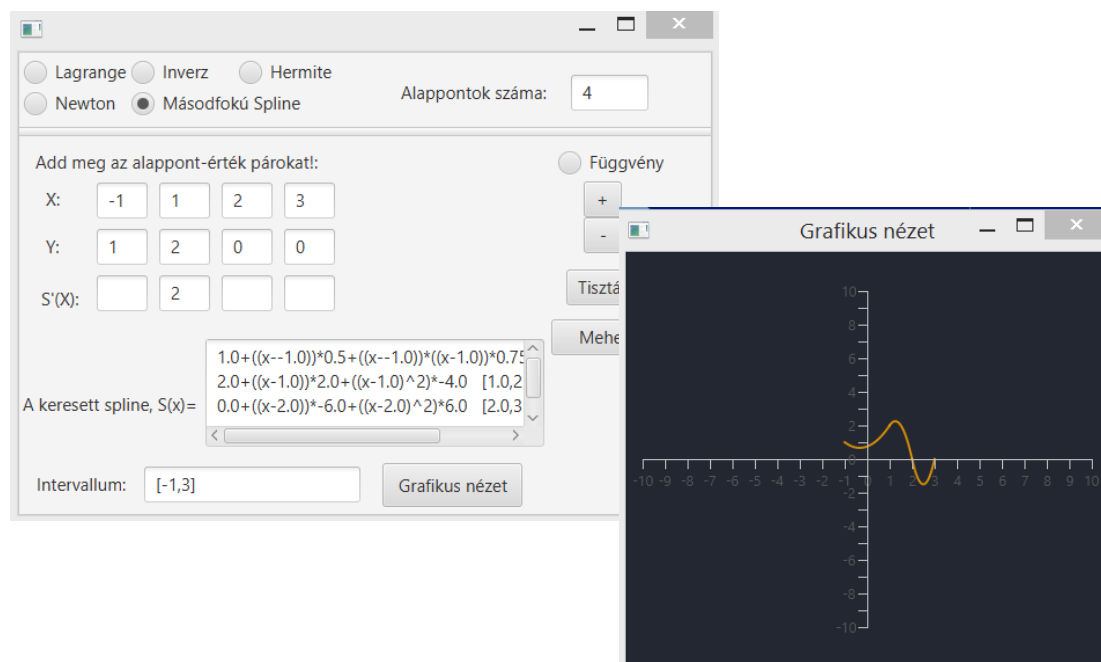 Lagrange Inverz Hermite
Newton Másodfokú Spline
Alappontok száma: 4
Add meg az alappont-érték párokat!:
Függvény
X: -1 1 2 3
+
Y: 1 2 0 0
-
S'(X): 2
Tisztá
Mehe
1.0+((x--1.0))*0.5+((x--1.0))*((x-1.0))*0.75
2.0+((x-1.0))*2.0+((x-1.0)^2)*-4.0 [1.0,2
A keresett spline, S(x)= 0.0+((x-2.0))*-6.0+((x-2.0)^2)*6.0 [2.0,3
Intervallum: [-1,3]
Grafikus nézet
Grafikus nézet
10
8
6
4
2
0
-10 -9 -8 -7 -6 -5 -4 -3 -2 -1 0 1 2 3 4 5 6 7 8 9 10
-2
-4
-6
-8
-10